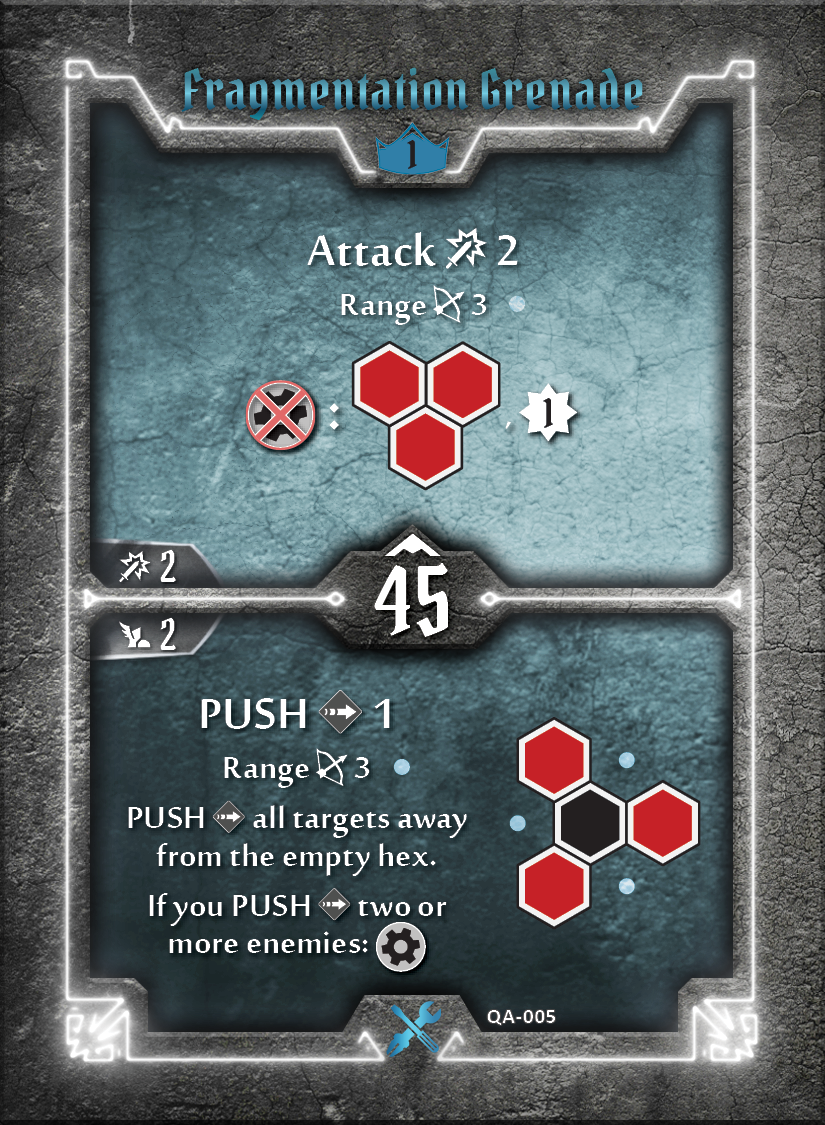 Fragmentation Grenade
1
Attack 2
Range 3
: , 1
2
45
2
PUSH 1
Range 3
PUSH all targets away
from the empty hex.
If you PUSH two or
more enemies:
QA-005